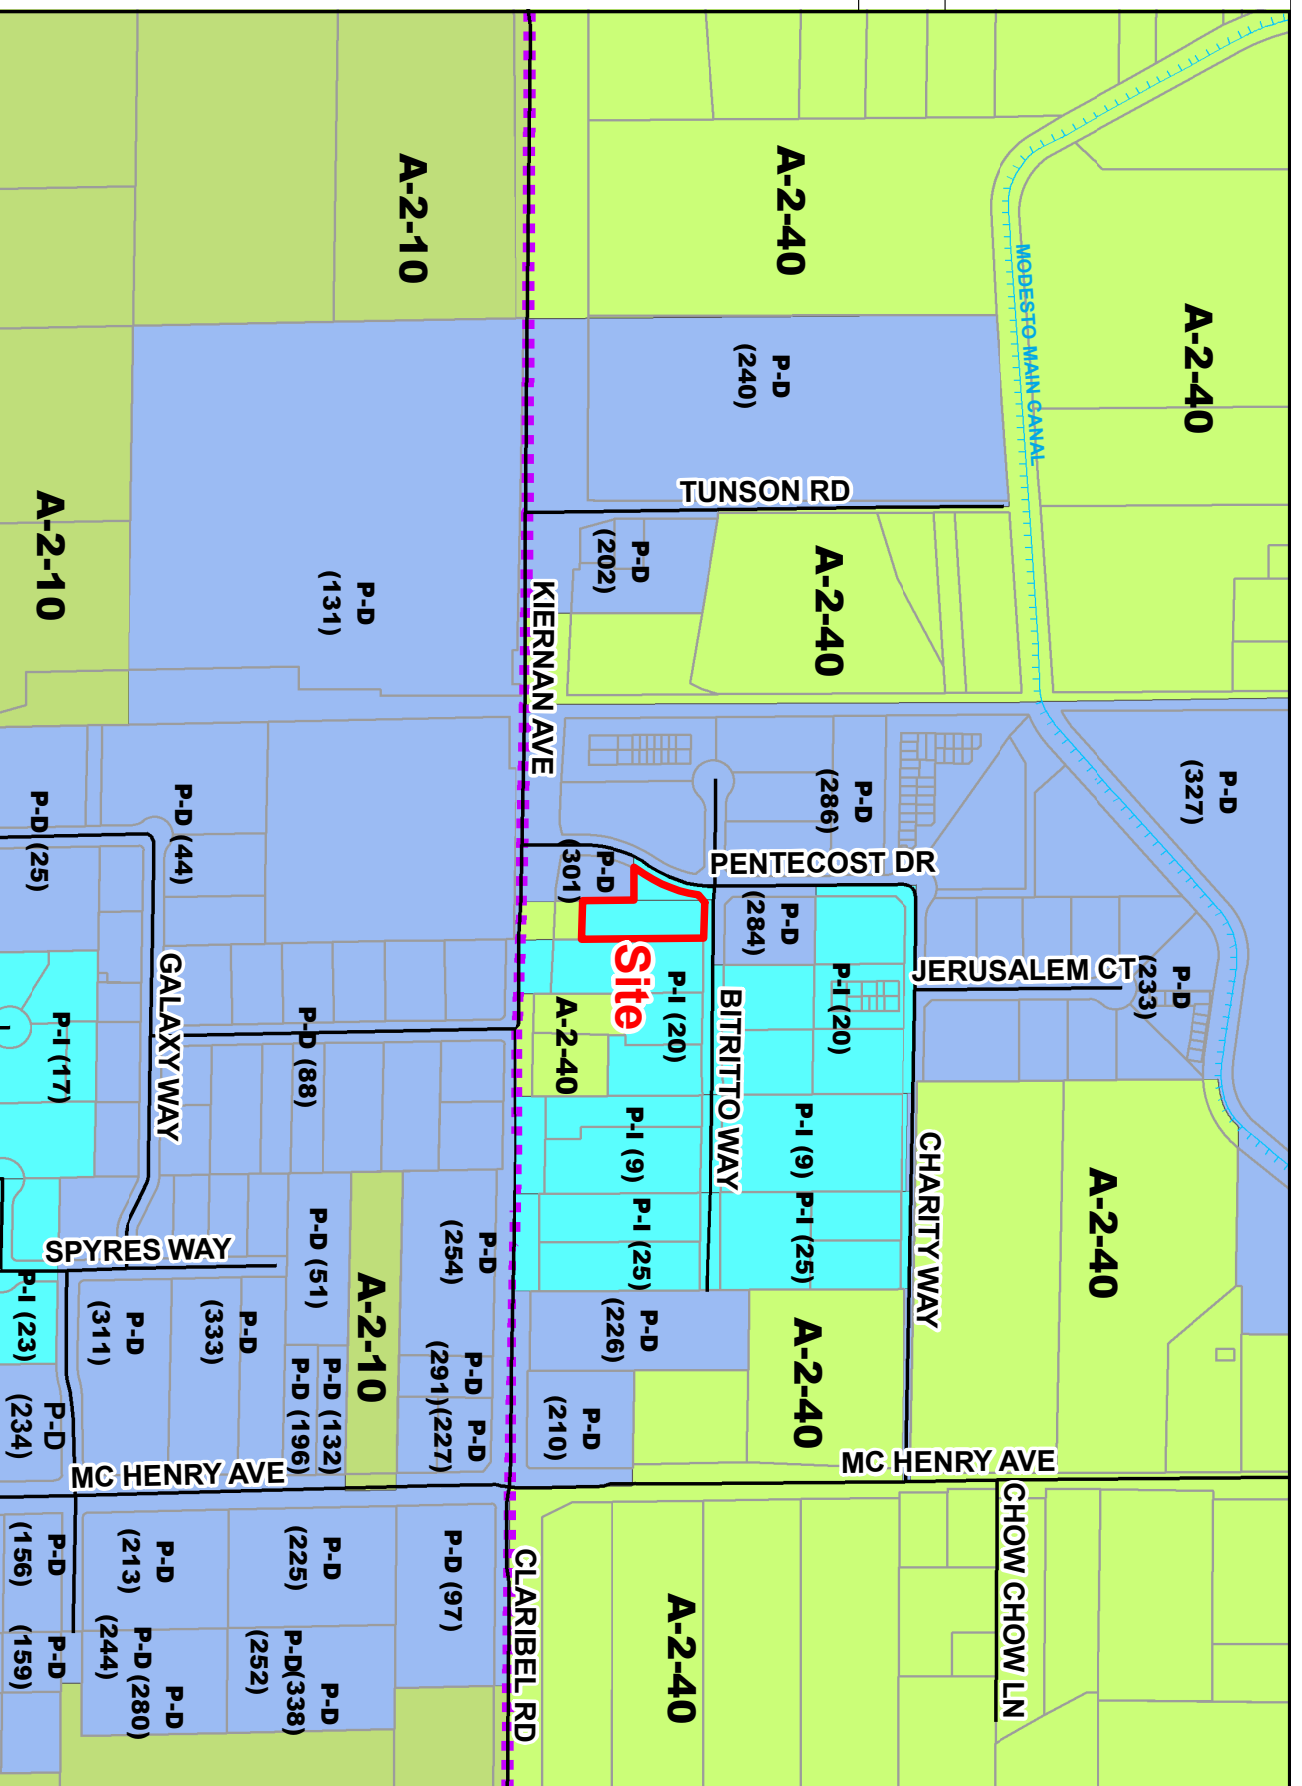 A-2-40
MODESTO MAIN CANAL
A-2-40
A-2-10
P-D
(240)
TUNSON RD
A-2-10
P-D
(131)
P-D
(202)
A-2-40
KIERNAN AVE
P-D
(327)
P-D
(286)
P-D (25)
P-D (44)
P-D
(301)
PENTECOST DR
P-D
(284)
P-I (20)
JERUSALEM CT
P-D
(233)
Site
P-I (20)
A-2-40
BITRITTO WAY
GALAXY WAY
P-I (17)
P-D (88)
P-I (9)
P-I (9)
CHARITY WAY
A-2-40
P-I (25)
P-I (25)
SPYRES WAY
P-D (51)
P-D
(254)
P-I (23)
P-D
(311)
P-D
(333)
A-2-10
P-D
(226)
A-2-40
P-D (196)
P-D (132)
P-D
(291)
P-D
(227)
P-D
(210)
P-D
(234)
MC HENRY AVE
MC HENRY AVE
CHOW CHOW LN
P-D
(156)
P-D
(213)
P-D
(225)
P-D (97)
CLARIBEL RD
A-2-40
P-D
(159)
P-D
(244)
P-D
(280)
P-D
(252)
P-D
(338)